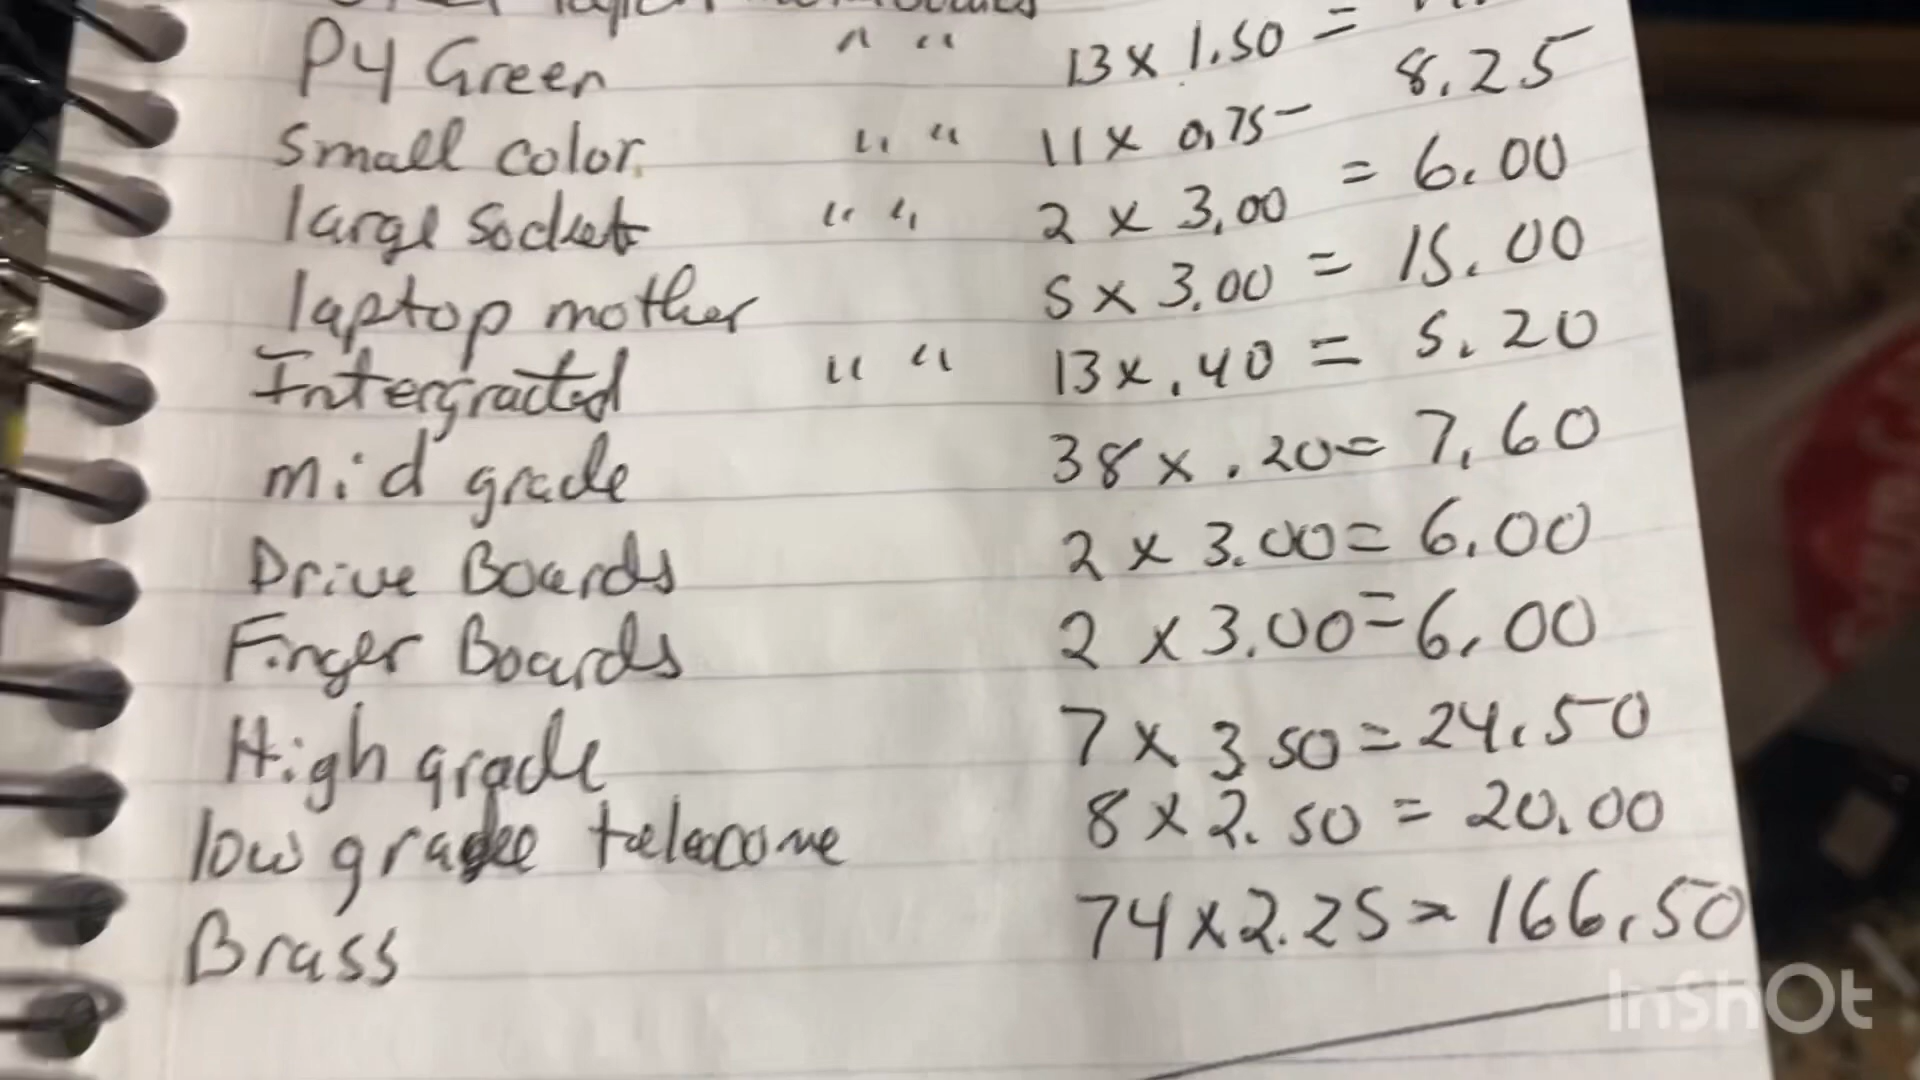 P4 Green " " 13 x 1.50 =
small color " " 11 x 0.75 - 8.25
large socket " " 2 x 3.00 = 6.00
laptop mother 5 x 3.00 = 15.00
Intergracted " " 13 x .40 = 5.20
mid grade 38 x .20 = 7.60
Drive Boards 2 x 3.00 = 6.00
Finger Boards 2 x 3.00 = 6.00
High grade 7 x 3.50 = 24.50
low grade telecome 8 x 2.50 = 20.00
Brass 74 x 2.25 = 166.50
InShOt